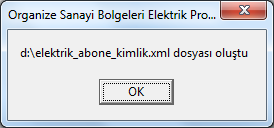 Organize Sanayi Bolgeleri Elektrik Pro...
d:\elektrik_abone_kimlik.xml dosyası oluştu
OK